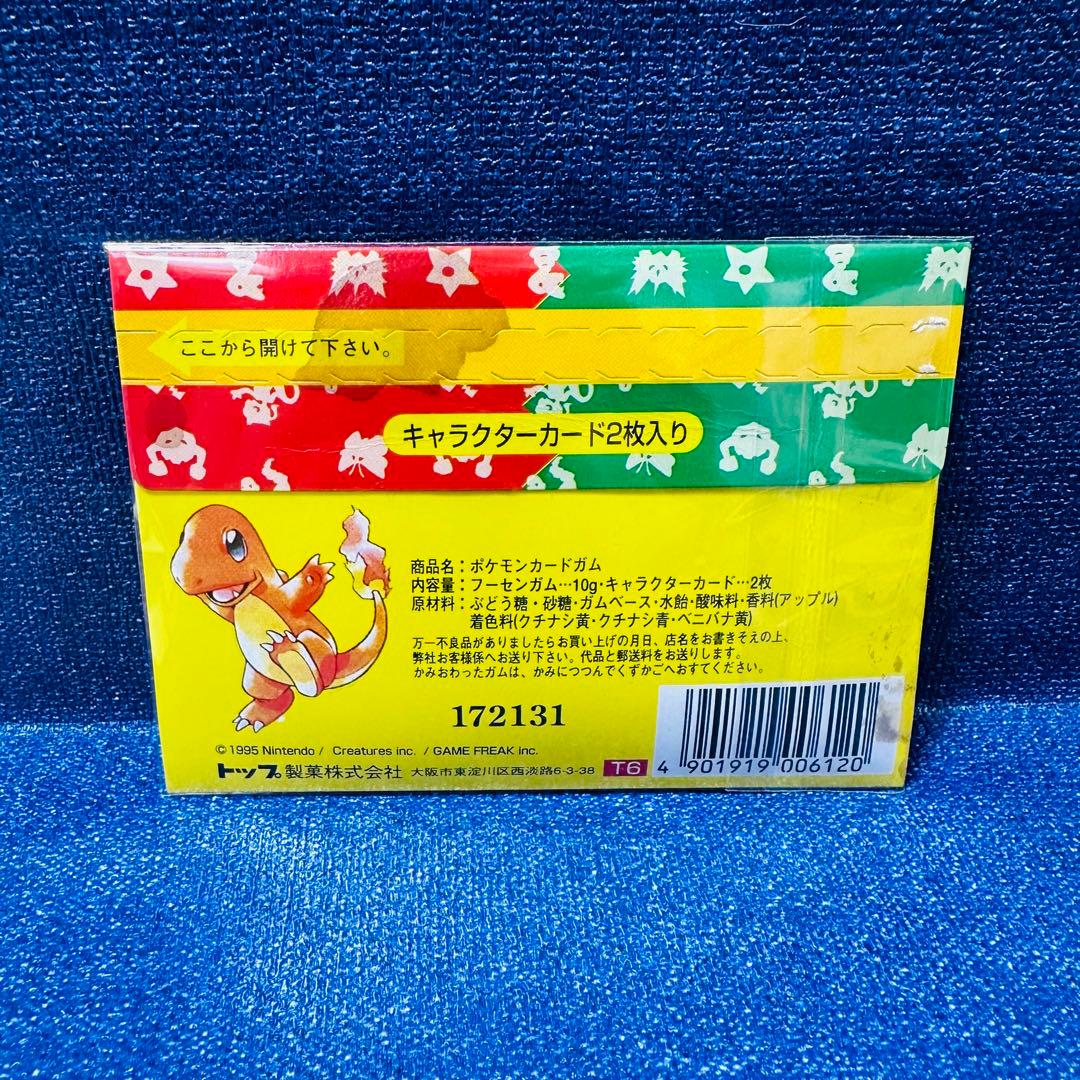 ここから開けて下さい。
キャラクターカード2枚入り
商品名：ポケモンカードガム
内容量：フーセンガム…10g・キャラクターカード…2枚
原材料：ぶどう糖・砂糖・ガムベース・水飴・酸味料・香料(アップル)
着色料(クチナシ黄・クチナシ青・ベニバナ黄)
万一不良品がありましたらお買い上げの月日、店名をお書きそえの上、
弊社お客様係へお送り下さい。代品と郵送料をお送りします。
かみおわったガムは、かみにつつんでくずかごへおすてください。
172131
© 1995 Nintendo / Creatures inc. / GAME FREAK inc.
トップ製菓株式会社 大阪市東淀川区西淡路6-3-38 T6
4 901919 006120